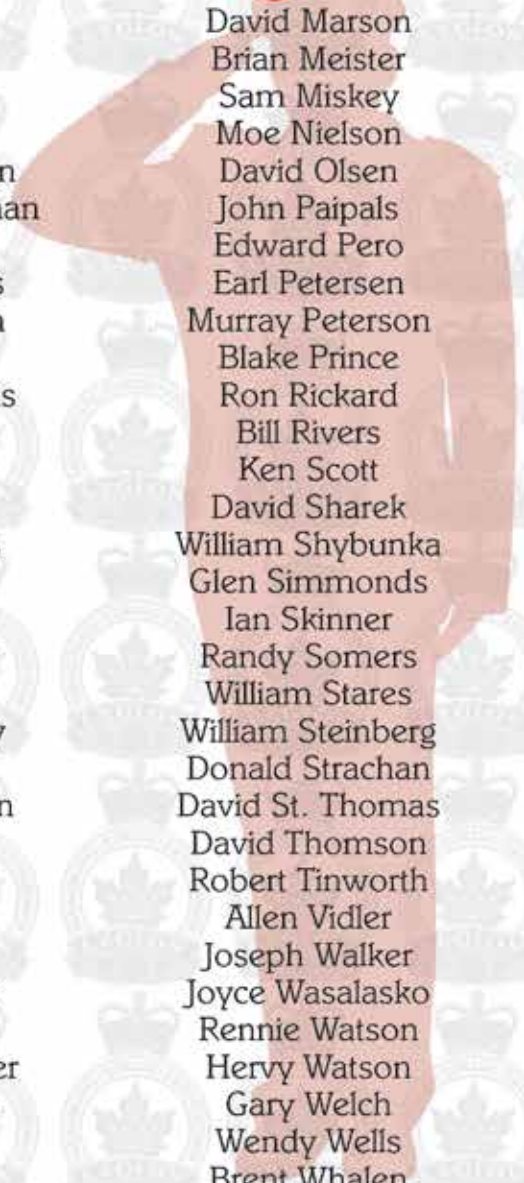 David Marson
Brian Meister
Sam Miskey
Moe Nielson
David Olsen
John Paipals
Edward Pero
Earl Petersen
Murray Peterson
Blake Prince
Ron Rickard
Bill Rivers
Ken Scott
David Sharek
William Shybunka
Glen Simmonds
Ian Skinner
Randy Somers
William Stares
William Steinberg
Donald Strachan
David St. Thomas
David Thomson
Robert Tinworth
Allen Vidler
Joseph Walker
Joyce Wasalasko
Rennie Watson
Hervy Watson
Gary Welch
Wendy Wells
Brent Whalen